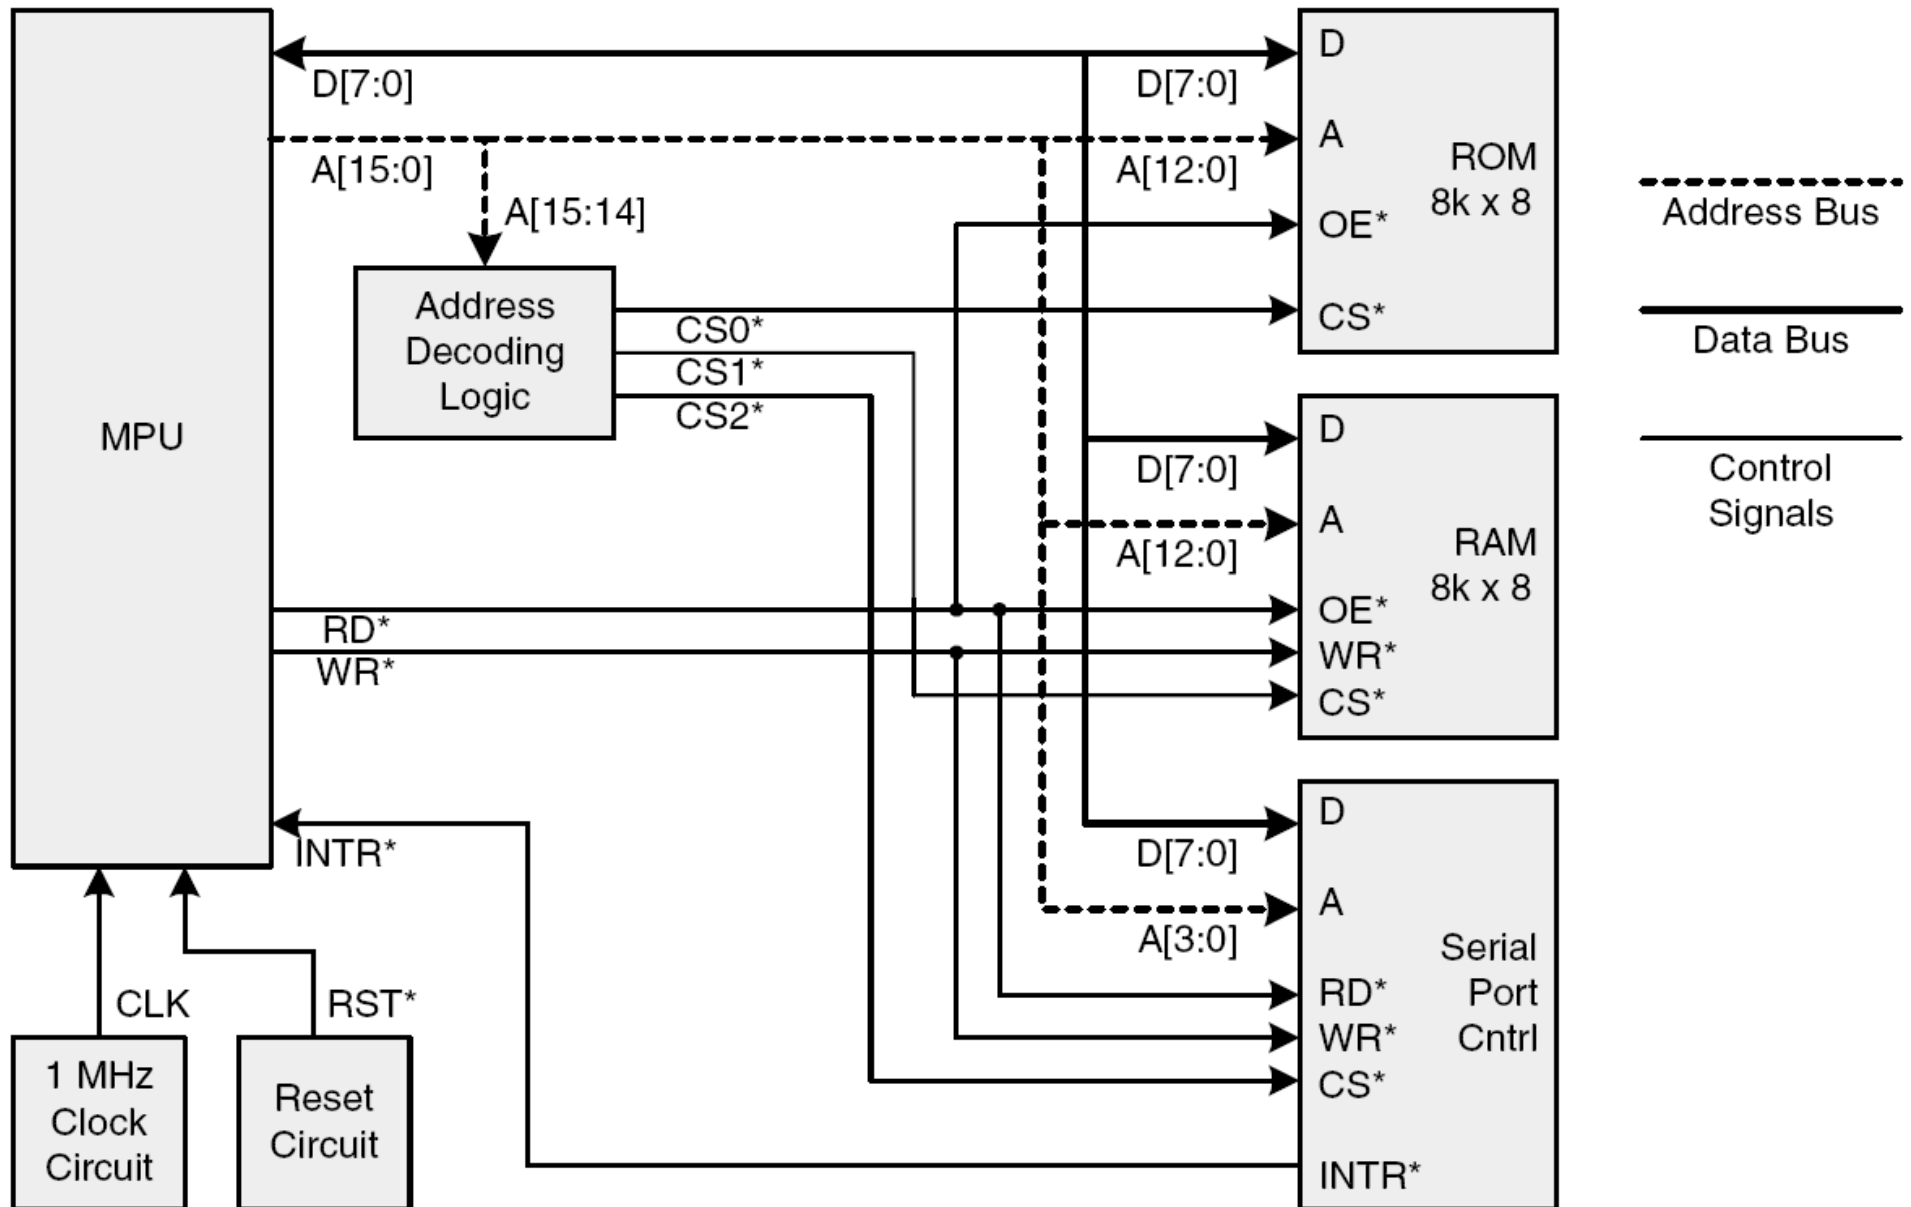 MPU
D[7:0]
A[15:0]
A[15:14]
Address
Decoding
Logic
CS0*
CS1*
CS2*
RD*
WR*
INTR*
CLK
RST*
1 MHz
Clock
Circuit
Reset
Circuit
D[7:0]
A[12:0]
D
A
OE*
CS*
ROM
8k x 8
D[7:0]
A[12:0]
D
A
OE*
WR*
CS*
RAM
8k x 8
D[7:0]
A[3:0]
D
A
RD*
WR*
CS*
INTR*
Serial
Port
Cntrl
Address Bus
Data Bus
Control
Signals